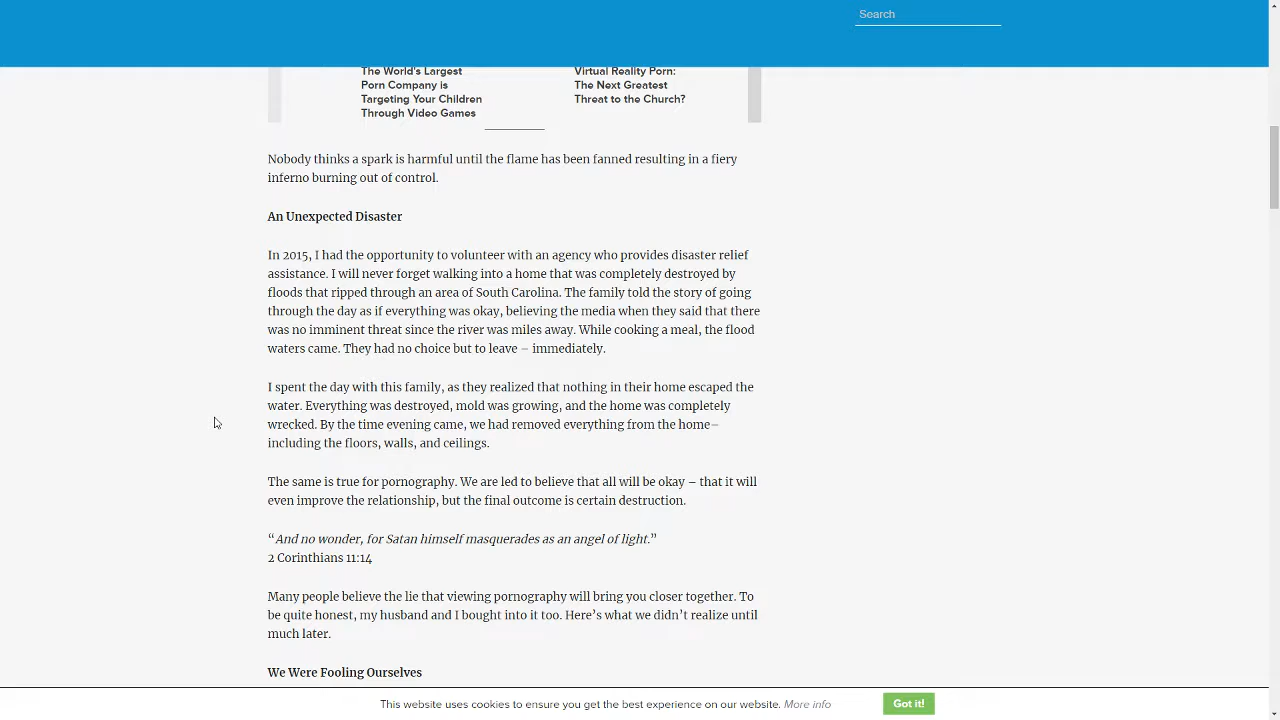 Search
The World's Largest
Porn Company is
Targeting Your Children
Through Video Games
Virtual Reality Porn:
The Next Greatest
Threat to the Church?
Nobody thinks a spark is harmful until the flame has been fanned resulting in a fiery
inferno burning out of control.
An Unexpected Disaster
In 2015, I had the opportunity to volunteer with an agency who provides disaster relief
assistance. I will never forget walking into a home that was completely destroyed by
floods that ripped through an area of South Carolina. The family told the story of going
through the day as if everything was okay, believing the media when they said that there
was no imminent threat since the river was miles away. While cooking a meal, the flood
waters came. They had no choice but to leave – immediately.
I spent the day with this family, as they realized that nothing in their home escaped the
water. Everything was destroyed, mold was growing, and the home was completely
wrecked. By the time evening came, we had removed everything from the home–
including the floors, walls, and ceilings.
The same is true for pornography. We are led to believe that all will be okay – that it will
even improve the relationship, but the final outcome is certain destruction.
“And no wonder, for Satan himself masquerades as an angel of light.”
2 Corinthians 11:14
Many people believe the lie that viewing pornography will bring you closer together. To
be quite honest, my husband and I bought into it too. Here’s what we didn’t realize until
much later.
We Were Fooling Ourselves
This website uses cookies to ensure you get the best experience on our website. More info
Got it!